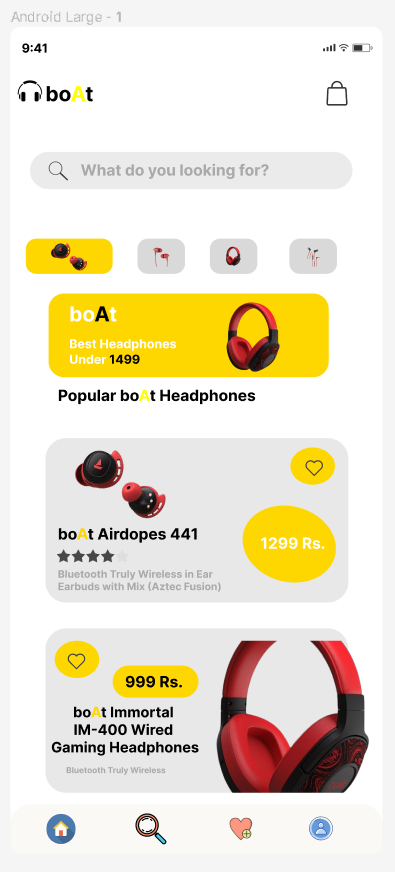 Android Large - 1
9:41
boAt
What do you looking for?
boAt
Best Headphones
Under 1499
Popular boAt Headphones
boAt Airdopes 441
1299 Rs.
Bluetooth Truly Wireless in Ear
Earbuds with Mix (Aztec Fusion)
999 Rs.
boAt Immortal
IM-400 Wired
Gaming Headphones
Bluetooth Truly Wireless